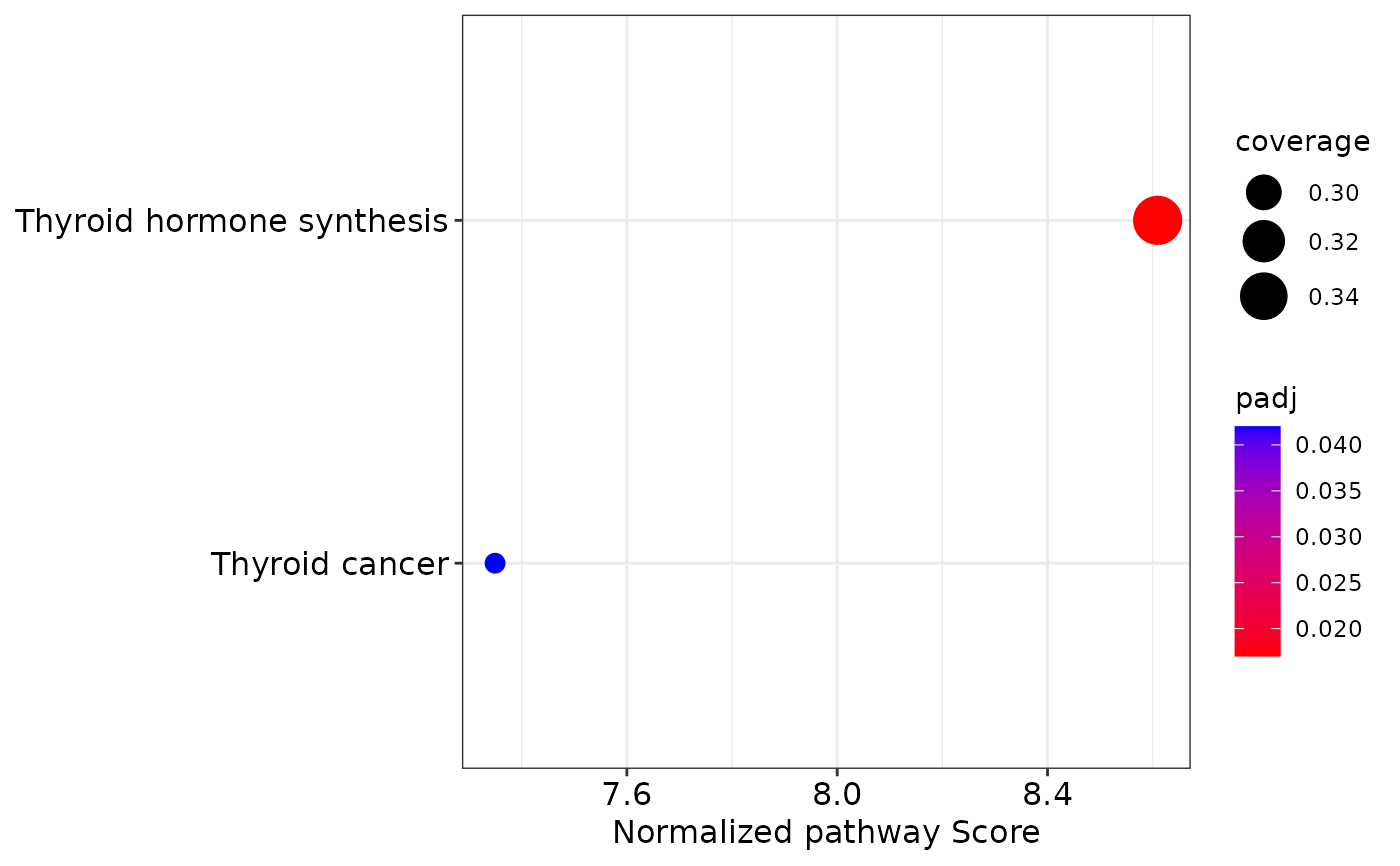 Thyroid hormone synthesis
Thyroid cancer
7.6
8.0
8.4
Normalized pathway Score
coverage
0.30
0.32
0.34
padj
0.040
0.035
0.030
0.025
0.020